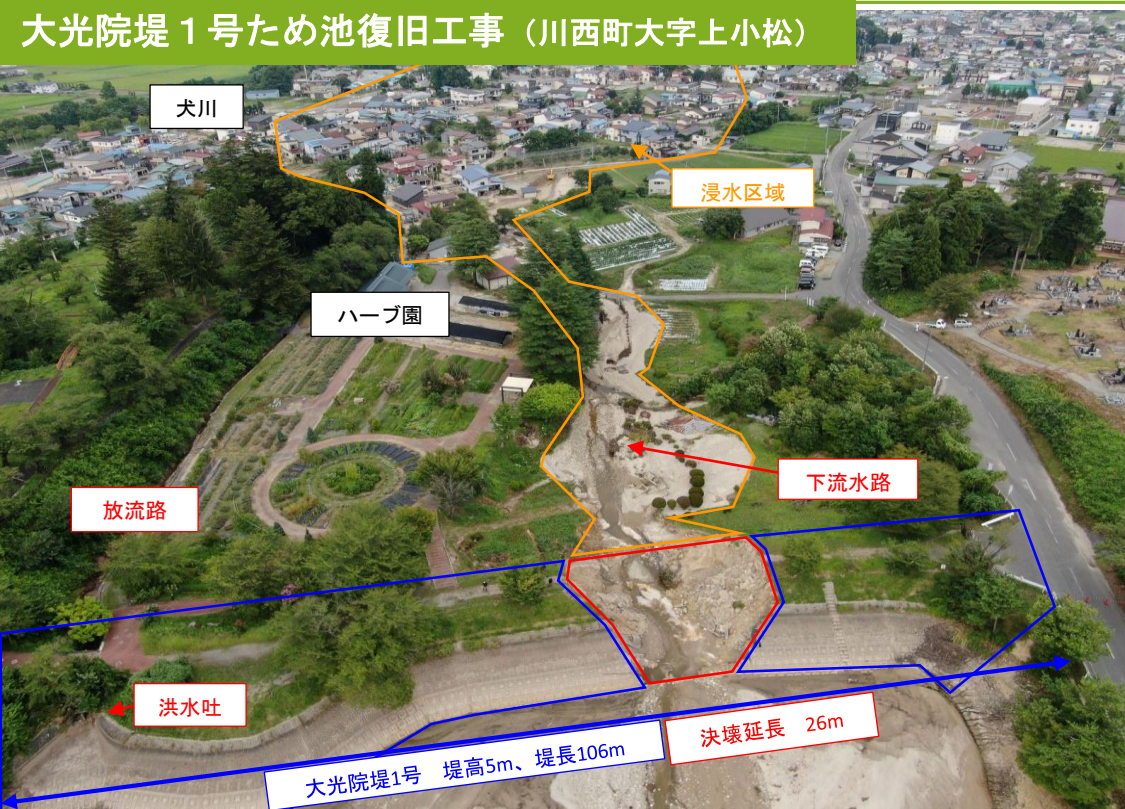 大光院堤１号ため池復旧工事（川西町大字上小松）
犬川
浸水区域
ハーブ園
下流水路
放流路
洪水吐
決壊延長　26m
大光院堤1号　堤高5m、堤長106m